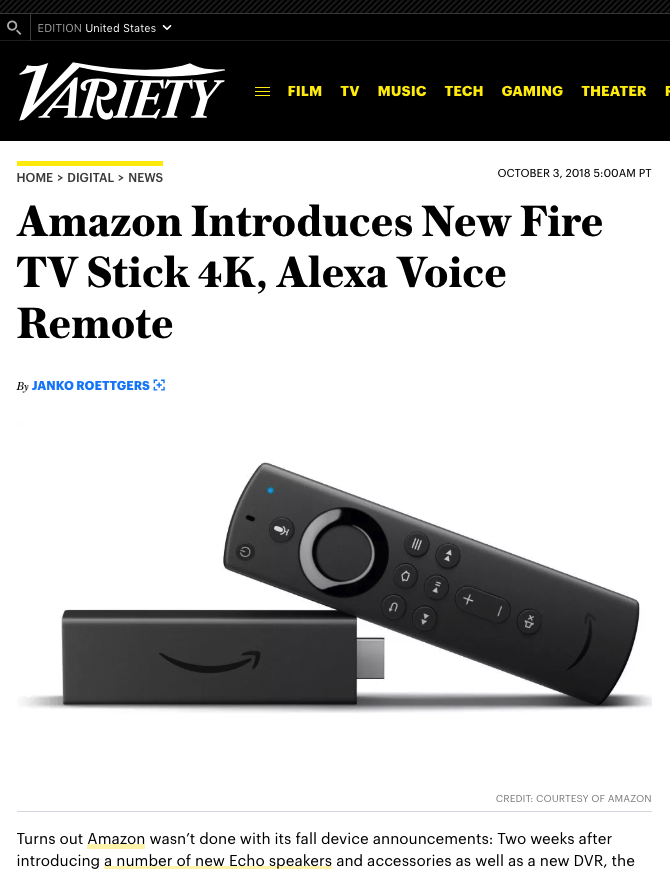 EDITION United States
VARIETY
FILM TV MUSIC TECH GAMING THEATER
HOME > DIGITAL > NEWS
OCTOBER 3, 2018 5:00AM PT
Amazon Introduces New Fire
TV Stick 4K, Alexa Voice
Remote
By JANKO ROETTGERS
CREDIT: COURTESY OF AMAZON
Turns out Amazon wasn’t done with its fall device announcements: Two weeks after
introducing a number of new Echo speakers and accessories as well as a new DVR, the